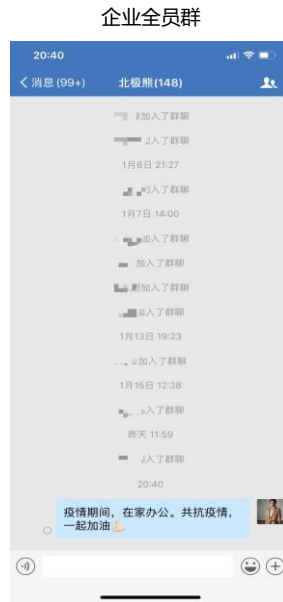 企业全员群
20:40
消息 (99+) 北极熊(148)
加入了群聊
入了群聊
1月6日 21:27
加入了群聊
1月7日 14:00
加入了群聊
加入了群聊
加入了群聊
加入了群聊
1月13日 19:23
加入了群聊
1月15日 12:38
入了群聊
昨天 11:59
入了群聊
20:40
疫情期间，在家办公。共抗疫情，
一起加油💪🏻